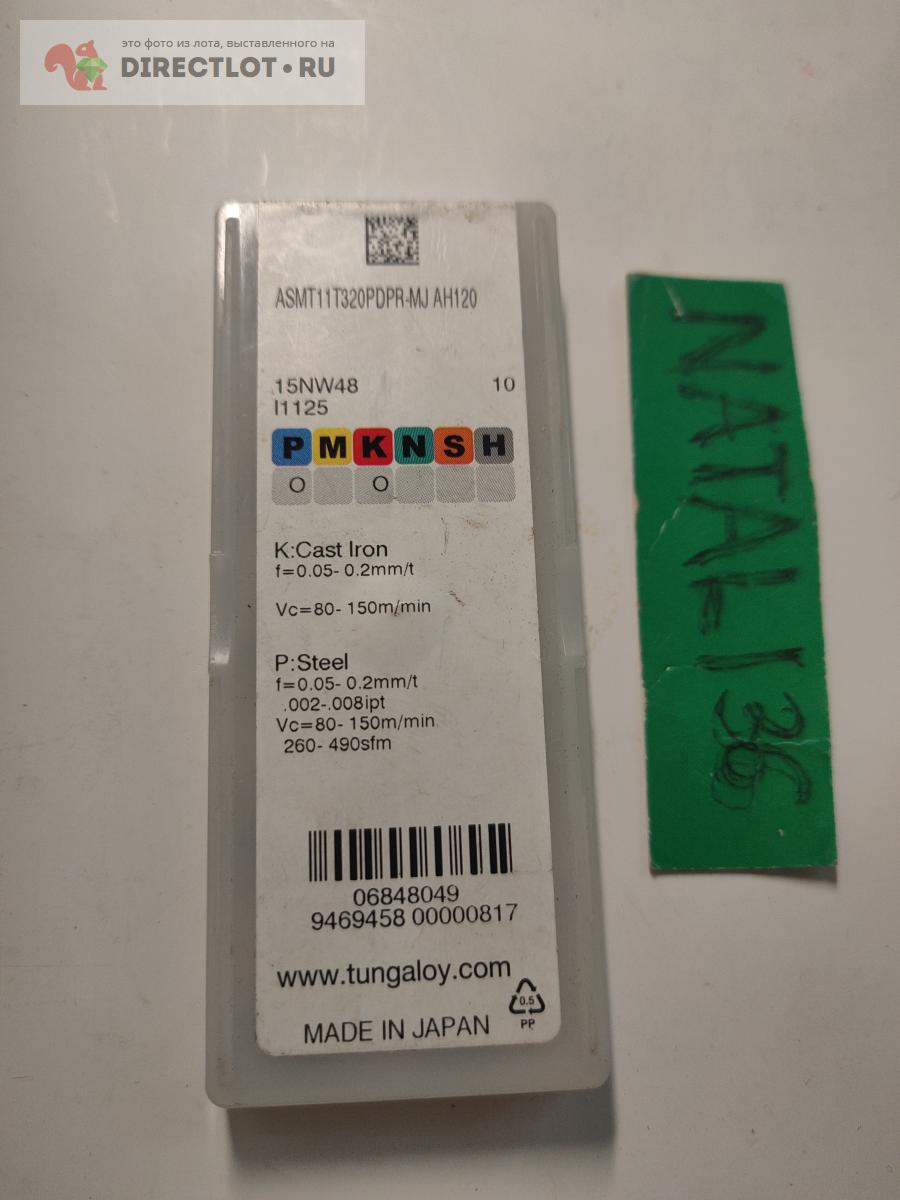 это фото из лота, выставленного на
DIRECTLOT•RU
ASMT11T320PDPR-MJ AH120
15NW48 10
I1125
P M K N S H
O O
K:Cast Iron
f=0.05- 0.2mm/t
Vc=80- 150m/min
P:Steel
f=0.05- 0.2mm/t
.002-.008ipt
Vc=80- 150m/min
260- 490sfm
06848049
9469458 00000817
www.tungaloy.com
0.5
PP
MADE IN JAPAN
NATALI